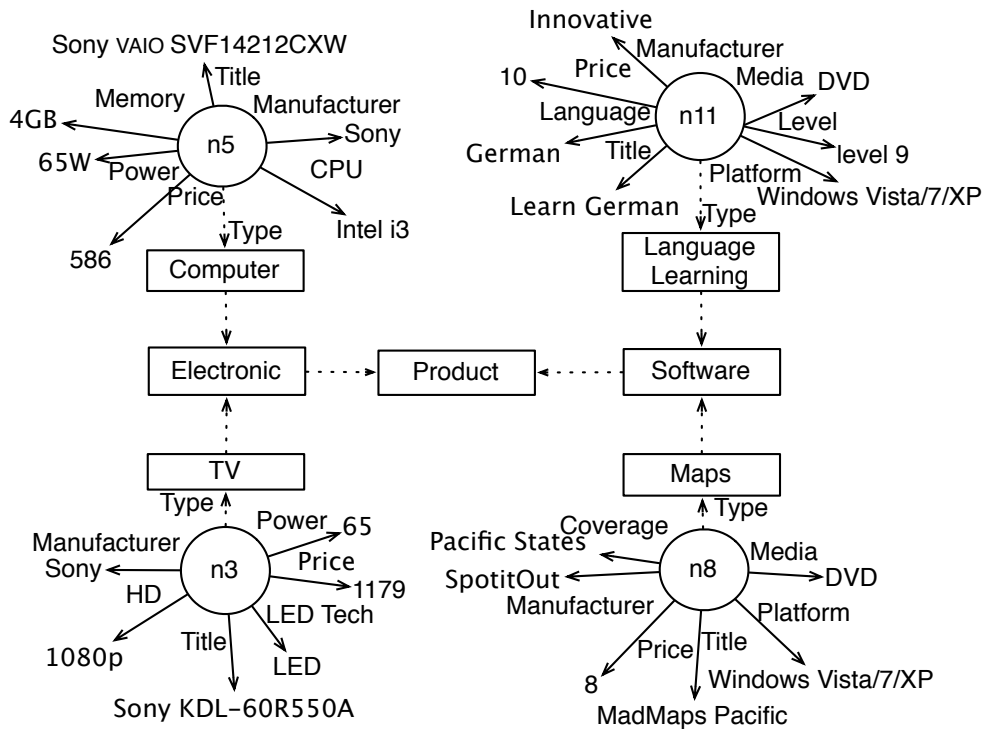 Sony VAIO SVF14212CXW
Title
Memory
Manufacturer
4GB
n5
Sony
65W
Power
CPU
Price
Intel i3
586
Type
Computer
Innovative
Manufacturer
Price
Media
DVD
10
Language
n11
Level
German
Title
level 9
Platform
Windows Vista/7/XP
Learn German
Type
Language
Learning
Electronic
Product
Software
TV
Type
Maps
Type
Power
65
Manufacturer
Sony
n3
Price
1179
HD
LED Tech
Title
1080p
LED
Sony KDL-60R550A
Coverage
Pacific States
Media
SpotitOut
n8
DVD
Manufacturer
Platform
Price
Title
8
Windows Vista/7/XP
MadMaps Pacific